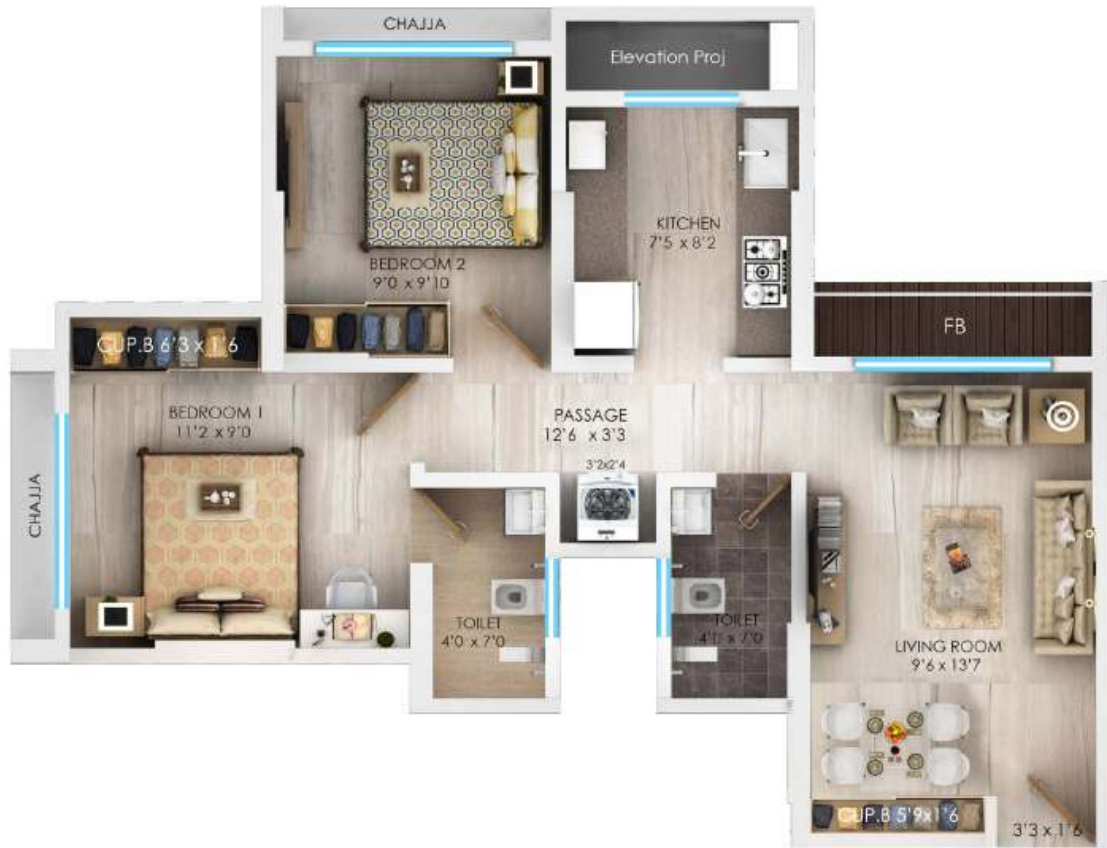 CHAJJA
Elevation Proj
KITCHEN
7'5 x 8'2
BEDROOM 2
9'0 x 9'10
FB
CUP.B 6'3 x 1'6
BEDROOM 1
11'2 x 9'0
PASSAGE
12'6 x 3'3
3'2x2'4
CHAJJA
TOILET
4'0 x 7'0
TOILET
4'0 x 7'0
LIVING ROOM
9'6 x 13'7
CUP.B 5'9x1'6
3'3 x 1'6